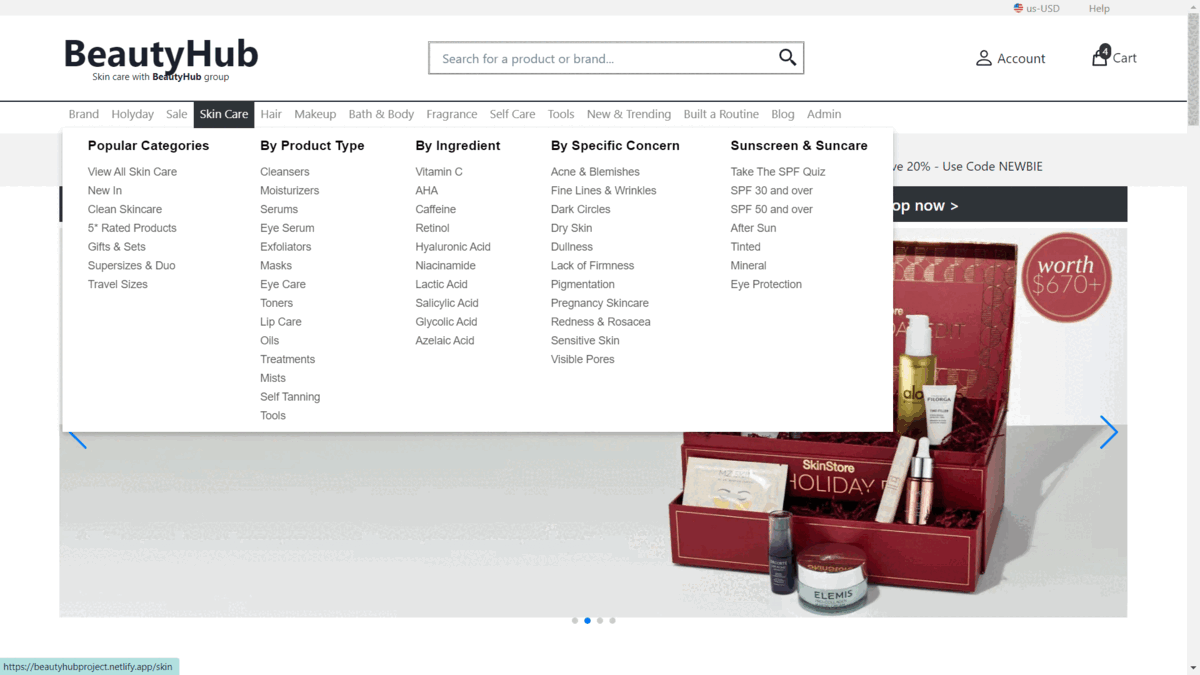 us-USD Help
BeautyHub
Skin care with BeautyHub group
Search for a product or brand...
Account
4
Cart
Brand Holyday Sale Skin Care Hair Makeup Bath & Body Fragrance Self Care Tools New & Trending Built a Routine Blog Admin
Popular Categories
View All Skin Care
New In
Clean Skincare
5* Rated Products
Gifts & Sets
Supersizes & Duo
Travel Sizes
By Product Type
Cleansers
Moisturizers
Serums
Eye Serum
Exfoliators
Masks
Eye Care
Toners
Lip Care
Oils
Treatments
Mists
Self Tanning
Tools
By Ingredient
Vitamin C
AHA
Caffeine
Retinol
Hyaluronic Acid
Niacinamide
Lactic Acid
Salicylic Acid
Glycolic Acid
Azelaic Acid
By Specific Concern
Acne & Blemishes
Fine Lines & Wrinkles
Dark Circles
Dry Skin
Dullness
Lack of Firmness
Pigmentation
Pregnancy Skincare
Redness & Rosacea
Sensitive Skin
Visible Pores
Sunscreen & Suncare
Take The SPF Quiz
SPF 30 and over
SPF 50 and over
After Sun
Tinted
Mineral
Eye Protection
20% - Use Code NEWBIE
now >
worth
$670+
FILORGA
SkinStore
HOLIDAY
ELEMIS
https://beautyhubproject.netlify.app/skin